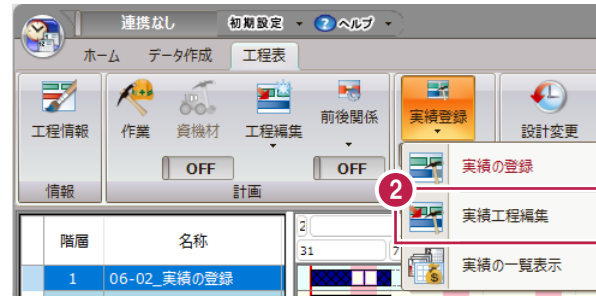 連携なし 初期設定 ヘルプ
ホーム データ作成 工程表
工程情報 作業 資機材 工程編集 前後関係 実績登録 設計変更
OFF OFF
情報 計画
実績の登録
2
実績工程編集
実績の一覧表示
階層 名称
2
31 7
1 06-02_実績の登録